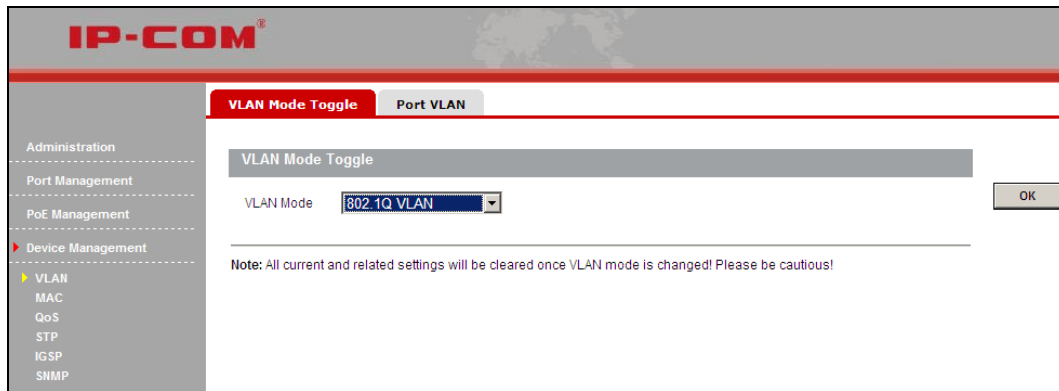 IP-COM®
VLAN Mode Toggle
Port VLAN
Administration
Port Management
PoE Management
Device Management
VLAN
MAC
QoS
STP
IGSP
SNMP
VLAN Mode Toggle
VLAN Mode 802.1Q VLAN
OK
Note: All current and related settings will be cleared once VLAN mode is changed! Please be cautious!